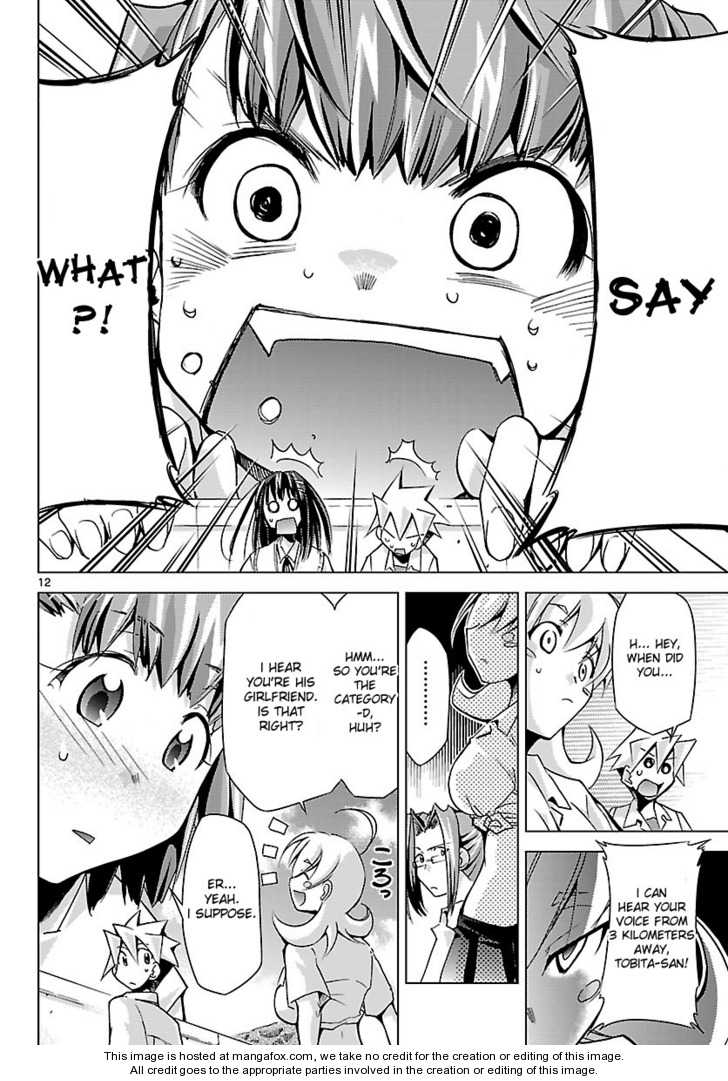 SAY
WHAT
?!
12
H... HEY,
WHEN DID
YOU...
I CAN
HEAR YOUR
VOICE FROM
3 KILOMETERS
AWAY,
TOBITA-SAN!
........
HMM...
SO YOU'RE
THE
CATEGORY
-D,
HUH?
I HEAR
YOU'RE HIS
GIRLFRIEND.
IS THAT
RIGHT?
ころっ
ER...
YEAH.
I SUPPOSE.
This image is hosted at mangafox.com, we take no credit for the creation or editing of this image.
All credit goes to the appropriate parties involved in the creation or editing of this image.